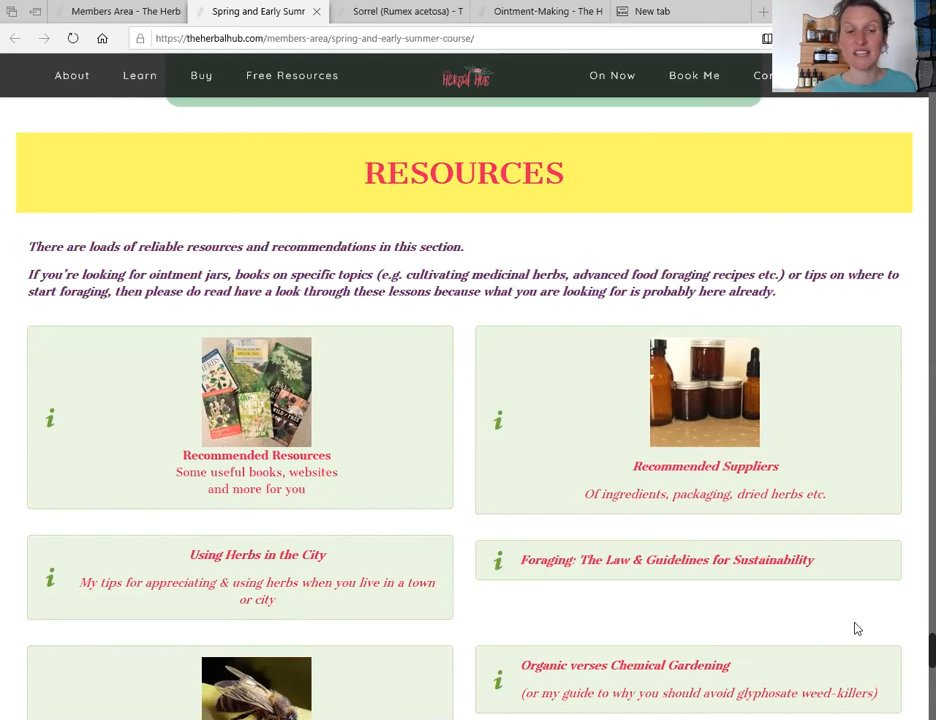 Members Area - The Herb
Spring and Early Summ
Sorrel (Rumex acetosa) - T
Ointment-Making - The H
New tab
https://theherbalhub.com/members-area/spring-and-early-summer-course/
About
Learn
Buy
Free Resources
Herbal Hub
On Now
Book Me
Con
RESOURCES
There are loads of reliable resources and recommendations in this section.
If you're looking for ointment jars, books on specific topics (e.g. cultivating medicinal herbs, advanced food foraging recipes etc.) or tips on where to
start foraging, then please do read have a look through these lessons because what you are looking for is probably here already.
Recommended Resources
Some useful books, websites
and more for you
Recommended Suppliers
Of ingredients, packaging, dried herbs etc.
Using Herbs in the City
My tips for appreciating & using herbs when you live in a town
or city
Foraging: The Law & Guidelines for Sustainability
Organic verses Chemical Gardening
(or my guide to why you should avoid glyphosate weed-killers)